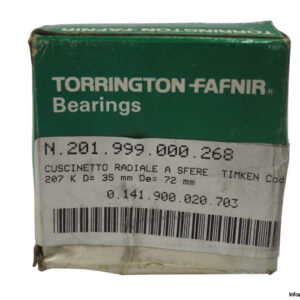 TORRINGTON-FAFNIR®
Bearings
N.201.999.000.268
CUSCINETTO RADIALE A SFERE TIMKEN Cod
207 K D= 35 mm De= 72 mm
0.141.900.020.703